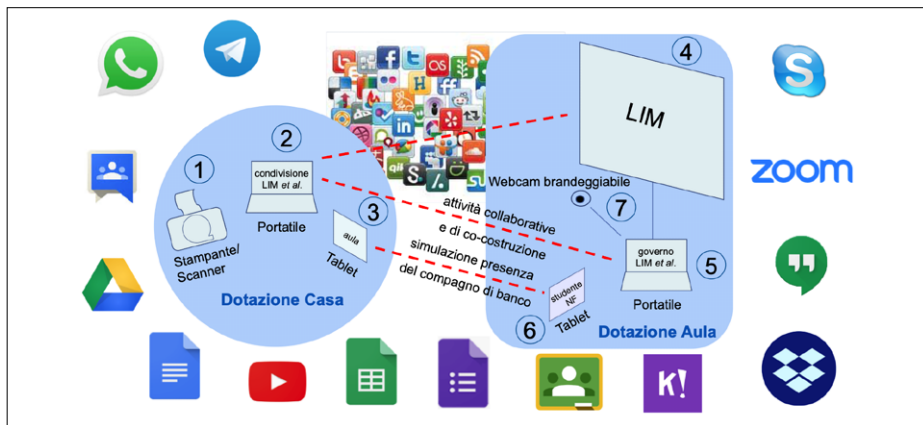 4
LIM
2
1
condivisione
LIM et al.
Portatile
3
aula
Tablet
Stampante/
Scanner
Dotazione Casa
Webcam brandeggiabile
7
attività collaborative
e di co-costruzione
simulazione presenza
del compagno di banco
governo
LIM et al.
5
Portatile
studente
NF
6
Tablet
Dotazione Aula
zoom
K!